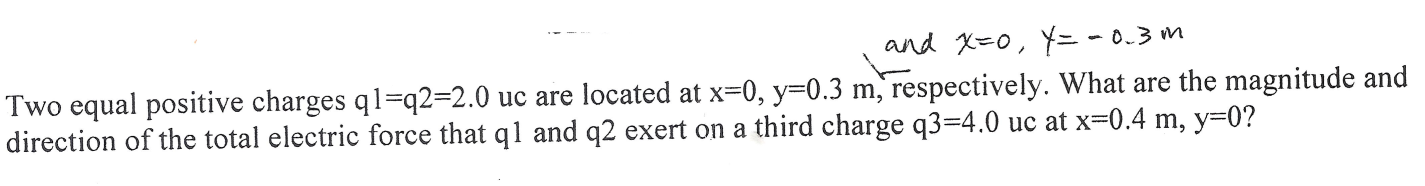 and x=0, y= -0.3 m
Two equal positive charges q1=q2=2.0 uc are located at x=0, y=0.3 m, respectively. What are the magnitude and
direction of the total electric force that q1 and q2 exert on a third charge q3=4.0 uc at x=0.4 m, y=0?